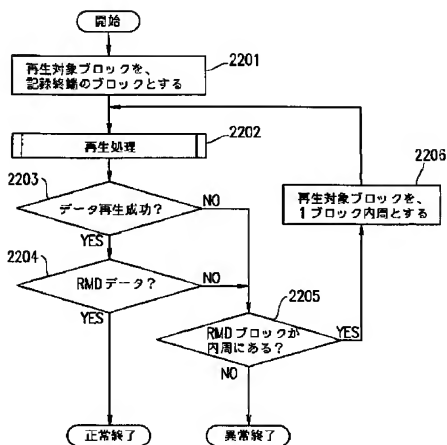 開始
再生対象ブロックを、
記録終端のブロックとする
2201
再生処理
2202
2203
データ再生成功?
NO
YES
2206
再生対象ブロックを、
1ブロック内周とする
2204
RMDデータ?
NO
YES
2205
RMDブロックが
内周にある?
YES
NO
正常終了
異常終了